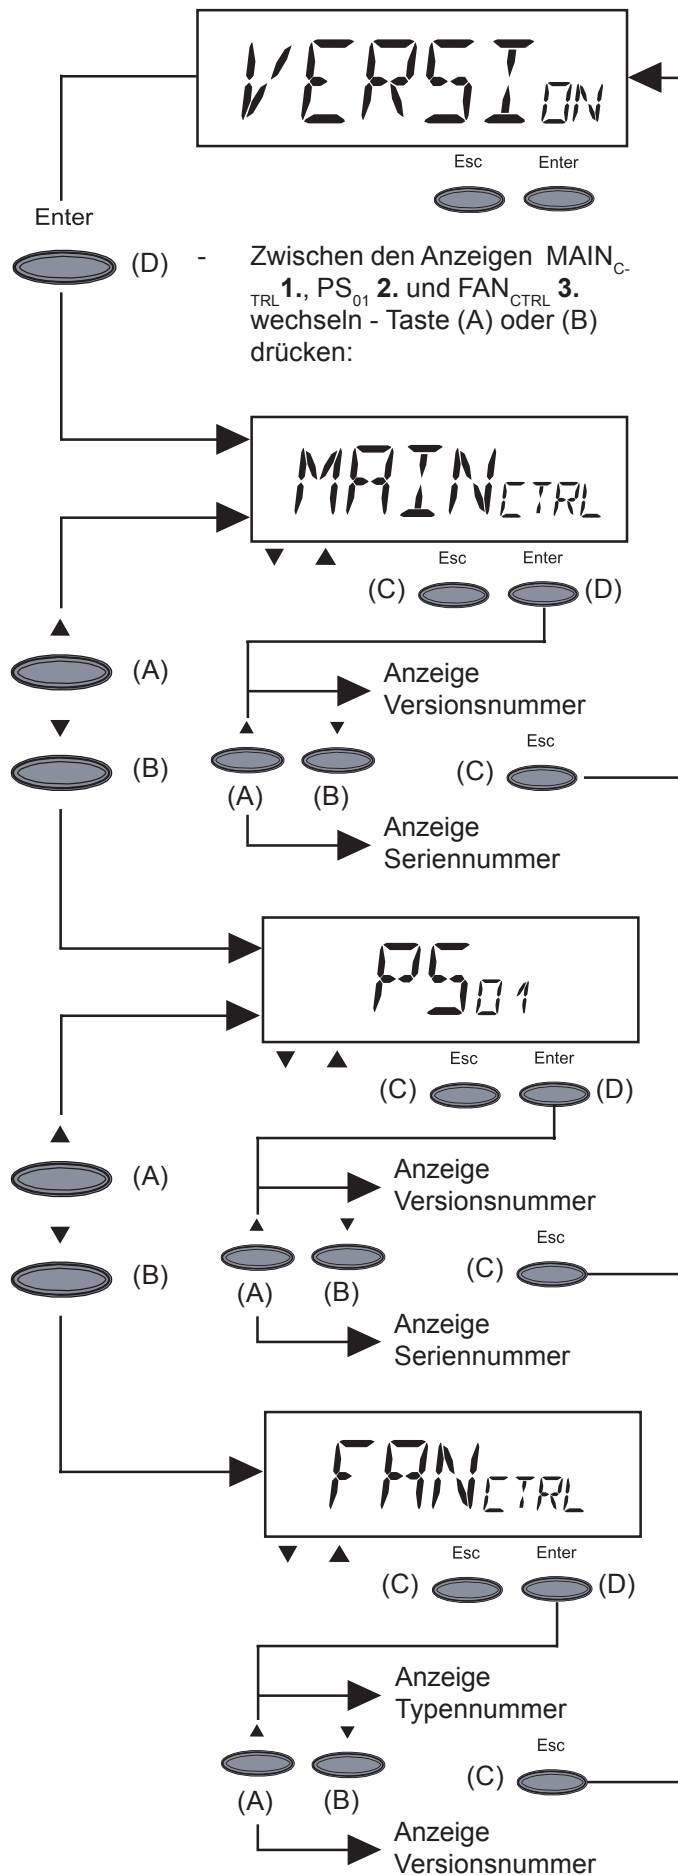 VERSION
Esc Enter
Enter
(D) - Zwischen den Anzeigen MAINC-
TRL1., PS01 2. und FANCTRL 3.
wechseln - Taste (A) oder (B)
drücken:
MAINCTRL
▼ ▲ Esc Enter
(C) (D)
▲
(A)
Anzeige
Versionsnummer
▲ ▼
▼
Esc
(B)
(C)
(A) (B)
Anzeige
Seriennummer
PS01
▼ ▲ Esc Enter
(C) (D)
▲
(A)
Anzeige
Versionsnummer
▲ ▼
▼
Esc
(B)
(C)
(A) (B)
Anzeige
Seriennummer
FANCTRL
▼ ▲ Esc Enter
(C) (D)
Anzeige
Typennummer
▲ ▼
Esc
(C)
(A) (B)
Anzeige
Versionsnummer